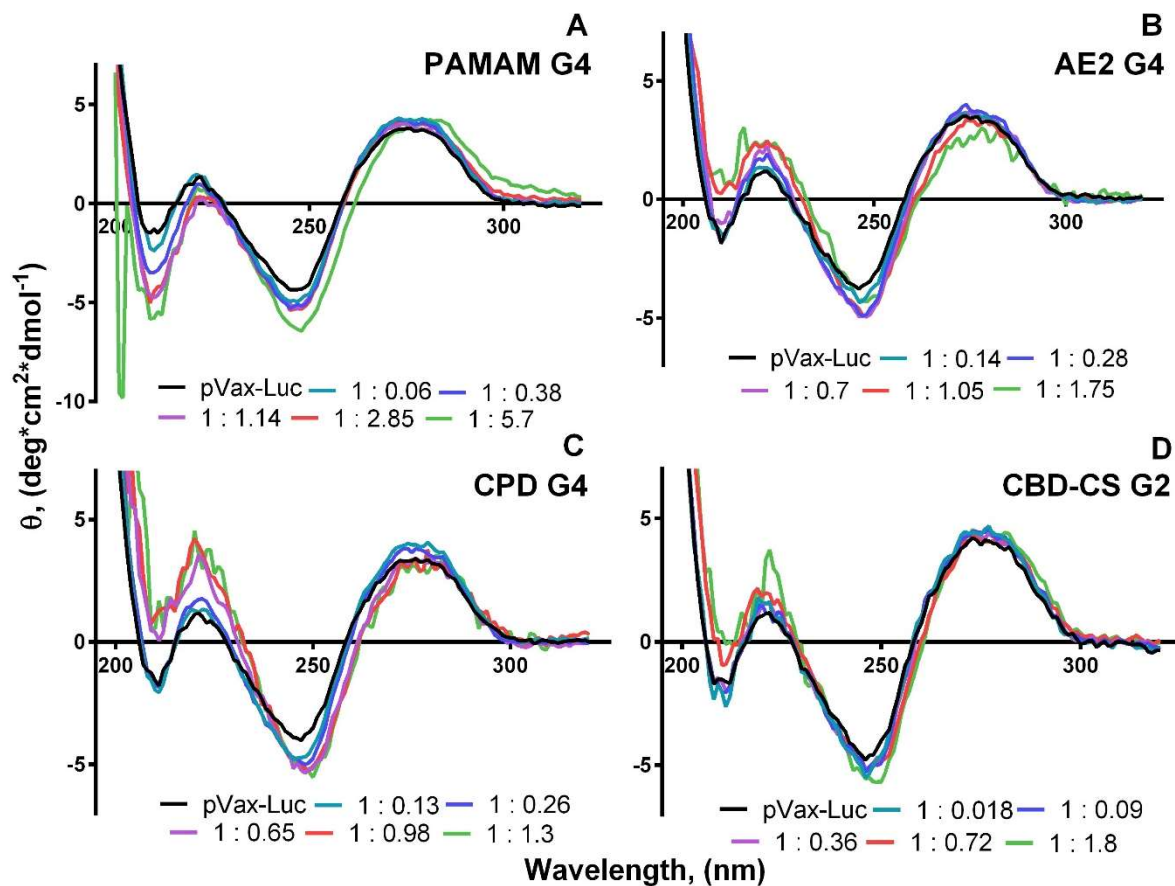 A
PAMAM G4
5
0
200 250 300
-5
-10
pVax-Luc 1 : 0.06 1 : 0.38
1 : 1.14 1 : 2.85 1 : 5.7
B
AE2 G4
5
0
200 250 300
-5
pVax-Luc 1 : 0.14 1 : 0.28
1 : 0.7 1 : 1.05 1 : 1.75
θ, (deg*cm²*dmol⁻¹)
C
CPD G4
5
0
200 250 300
-5
pVax-Luc 1 : 0.13 1 : 0.26
1 : 0.65 1 : 0.98 1 : 1.3
D
CBD-CS G2
5
0
200 250 300
-5
pVax-Luc 1 : 0.018 1 : 0.09
1 : 0.36 1 : 0.72 1 : 1.8
Wavelength, (nm)